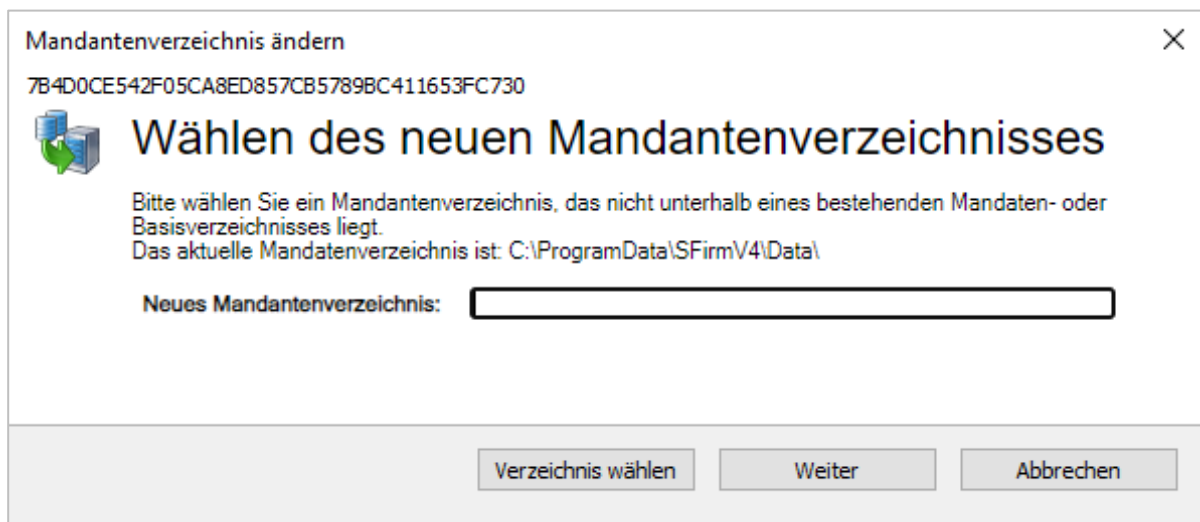 Mandantenverzeichnis ändern
7B4D0CE542F05CA8ED857CB5789BC411653FC730
Wählen des neuen Mandantenverzeichnisses
Bitte wählen Sie ein Mandantenverzeichnis, das nicht unterhalb eines bestehenden Mandaten- oder
Basisverzeichnisses liegt.
Das aktuelle Mandatenverzeichnis ist: C:\ProgramData\SFirmV4\Data\
Neues Mandantenverzeichnis:
Verzeichnis wählen Weiter Abbrechen